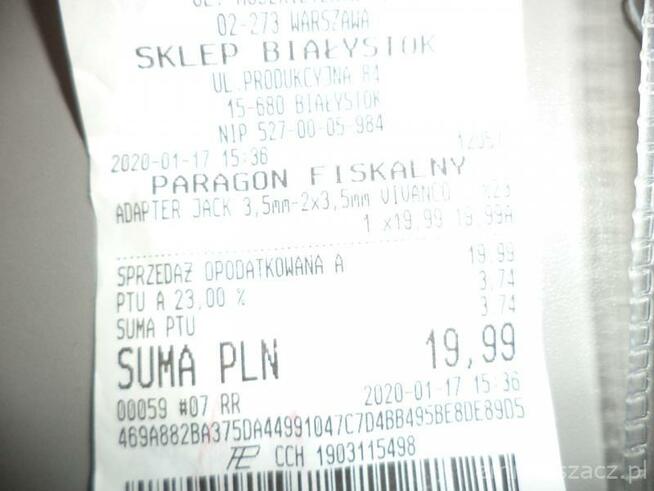 02-273 WARSZAWA
SKLEP BIAŁYSTOK
UL.PRODUKCYJNA 84
15-680 BIAŁYSTOK
NIP 527-00-05-984
2020-01-17 15:36
PARAGON FISKALNY
ADAPTER JACK 3,5mm-2x3,5mm VIVANCO
1 x19,99 19,99A
SPRZEDAŻ OPODATKOWANA A 19,99
PTU A 23,00 % 3,74
SUMA PTU 3,74
SUMA PLN 19,99
00059 #07 RR 2020-01-17 15:36
469A882BA375DA44991047C7D4BB495BE8DE89D5
CCH 1903115498